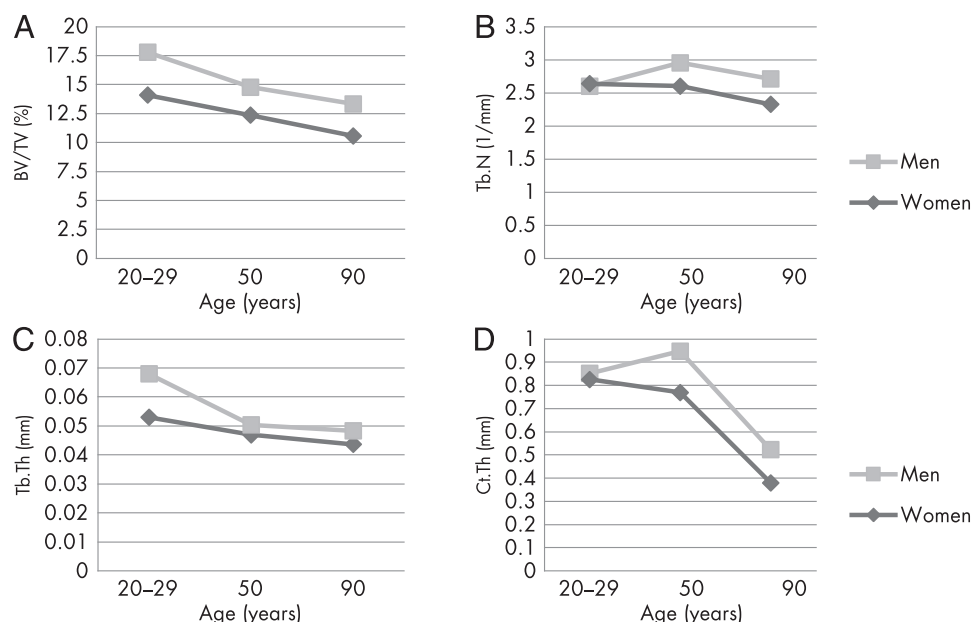 A
BV/TV (%)
20
17.5
15
12.5
10
7.5
5
2.5
0
20–29 50 90
Age (years)
B
Tb.N (1/mm)
3.5
3
2.5
2
1.5
1
0.5
0
20–29 50 90
Age (years)
Men
Women
C
Tb.Th (mm)
0.08
0.07
0.06
0.05
0.04
0.03
0.02
0.01
0
20–29 50 90
Age (years)
D
Ct.Th (mm)
1
0.9
0.8
0.7
0.6
0.5
0.4
0.3
0.2
0.1
0
20–29 50 90
Age (years)
Men
Women